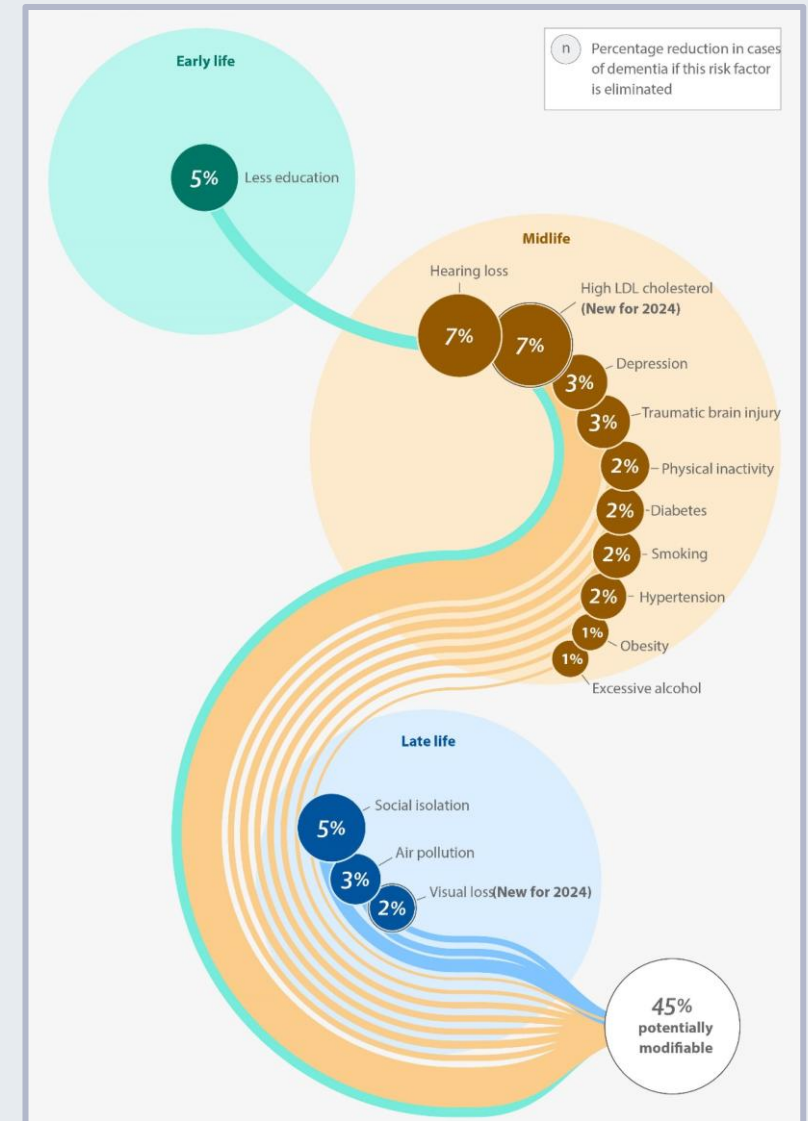 Early life
n
Percentage reduction in cases
of dementia if this risk factor
is eliminated
5%
Less education
Midlife
Hearing loss
7%
High LDL cholesterol
(New for 2024)
7%
Depression
3%
Traumatic brain injury
3%
Physical inactivity
2%
Diabetes
2%
Smoking
2%
Hypertension
2%
Obesity
1%
Excessive alcohol
1%
Late life
Social isolation
5%
Air pollution
3%
Visual loss(New for 2024)
2%
45%
potentially
modifiable